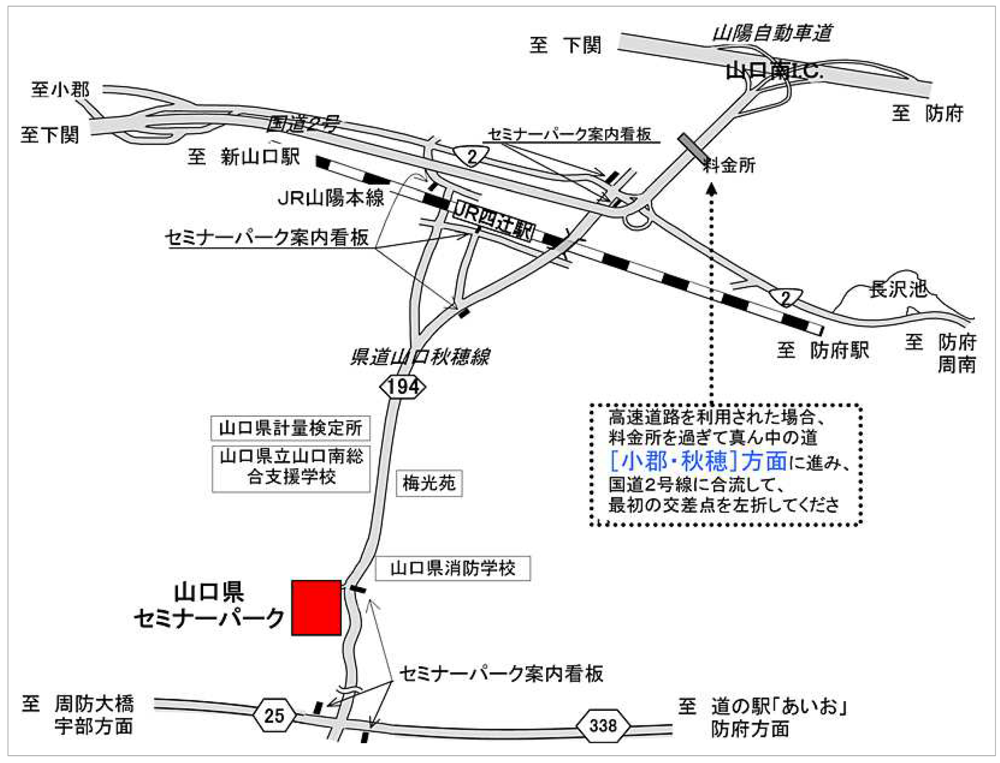 山陽自動車道
至 下関
山口南I.C.
至小郡
至 防府
国道2号
至下関
セミナーパーク案内看板
至 新山口駅
2
料金所
JR山陽本線
JR四辻駅
セミナーパーク案内看板
長沢池
2
至 防府駅
至 防府
周南
県道山口秋穂線
194
高速道路を利用された場合、
料金所を過ぎて真ん中の道
[小郡・秋穂]方面に進み、
国道2号線に合流して、
最初の交差点を左折してくださ
山口県計量検定所
山口県立山口南総
合支援学校
梅光苑
山口県消防学校
山口県
セミナーパーク
セミナーパーク案内看板
至 周防大橋
宇部方面
25
338
至 道の駅「あいお」
防府方面